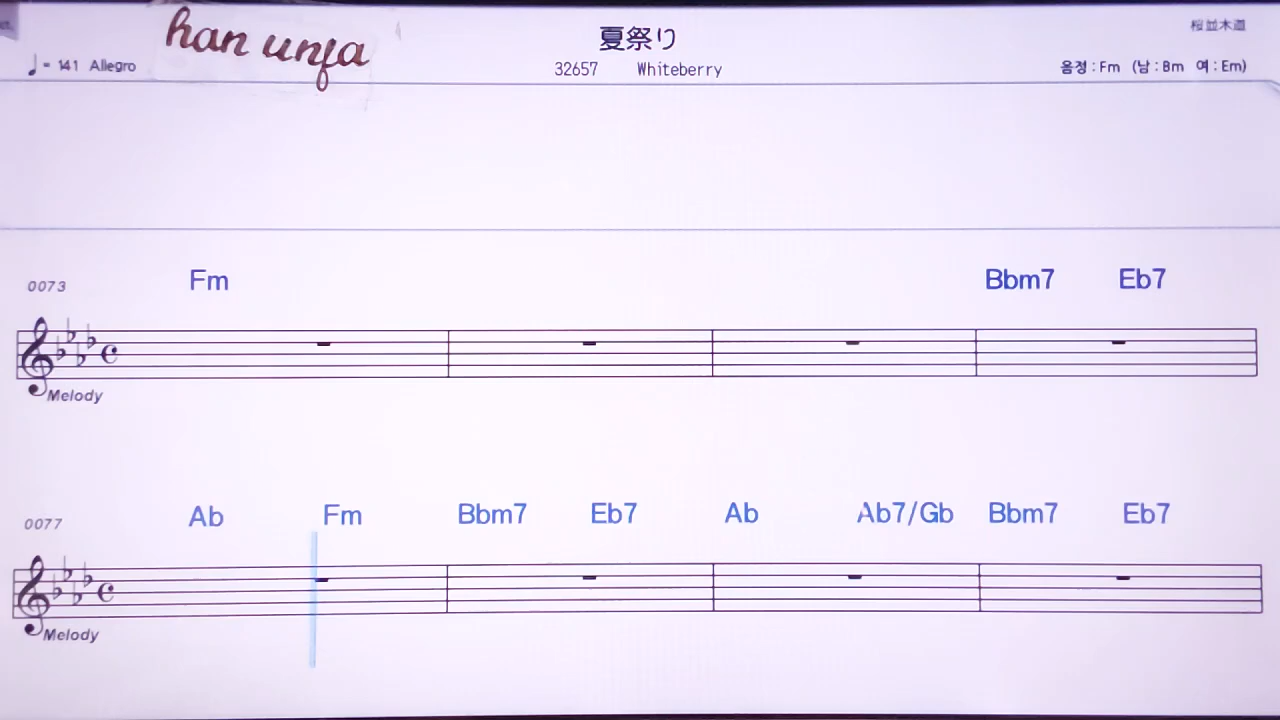 han unfa
夏祭り
桜並木道
♩= 141 Allegro
32657 Whiteberry
음정 : Fm (남 : Bm 여 : Em)
0073 Fm Bbm7 Eb7
Melody
0077 Ab Fm Bbm7 Eb7 Ab Ab7/Gb Bbm7 Eb7
Melody